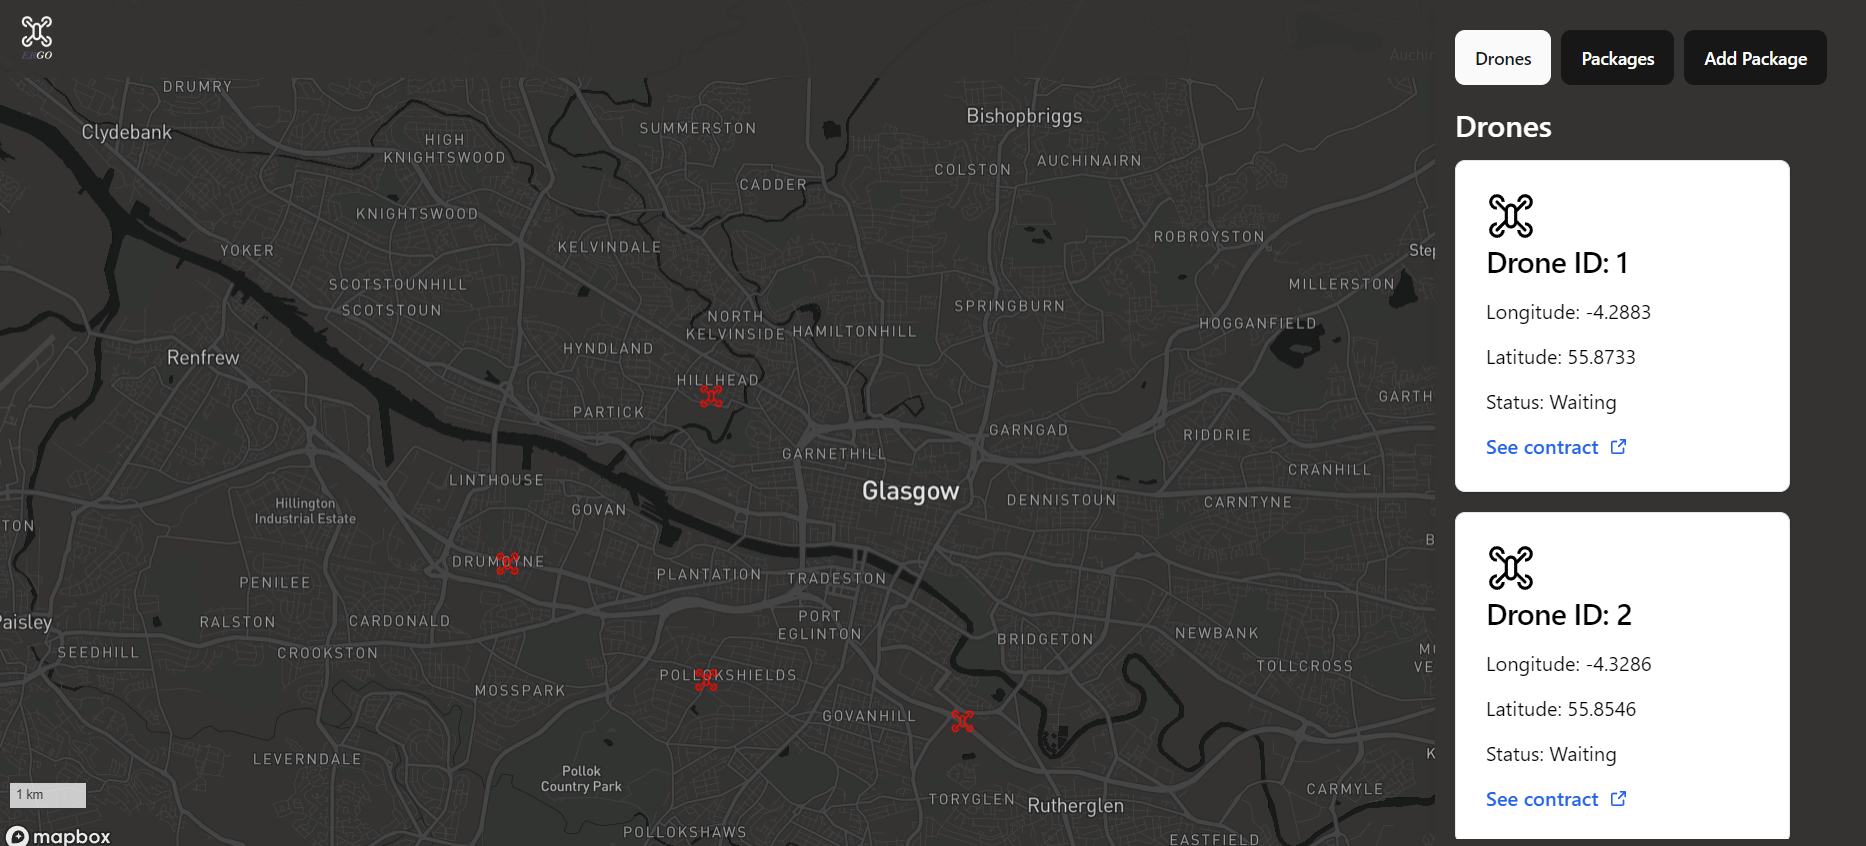 ERGO
DRUMRY
Clydebank
HIGH
KNIGHTSWOOD
SUMMERSTON
Bishopbriggs
COLSTON
AUCHINAIRN
CADDER
KNIGHTSWOOD
YOKER
KELVINDALE
ROBROYSTON
SCOTSTOUNHILL
SCOTSTOUN
MILLERSTON
SPRINGBURN
NORTH
KELVINSIDE
HAMILTONHILL
HOGGANFIELD
Renfrew
HYNDLAND
HILLHEAD
PARTICK
GARTH
GARNGAD
RIDDRIE
GARNETHILL
CRANHILL
LINTHOUSE
Glasgow
DENNISTOUN
CARNTYNE
Hillington
Industrial Estate
GOVAN
TON
DRUMOYNE
PENILEE
PLANTATION
TRADESTON
Paisley
RALSTON
CARDONALD
PORT
EGLINTON
BRIDGETON
NEWBANK
SEEDHILL
CROOKSTON
TOLLCROSS
POLLOKSHIELDS
MOSSPARK
GOVANHILL
LEVERNDALE
Pollok
Country Park
TORYGLEN
Rutherglen
CARMYLE
POLLOKSHAWS
EASTFIELD
1 km
mapbox
Drones
Packages
Add Package
Drones
Drone ID: 1
Longitude: -4.2883
Latitude: 55.8733
Status: Waiting
See contract
Drone ID: 2
Longitude: -4.3286
Latitude: 55.8546
Status: Waiting
See contract